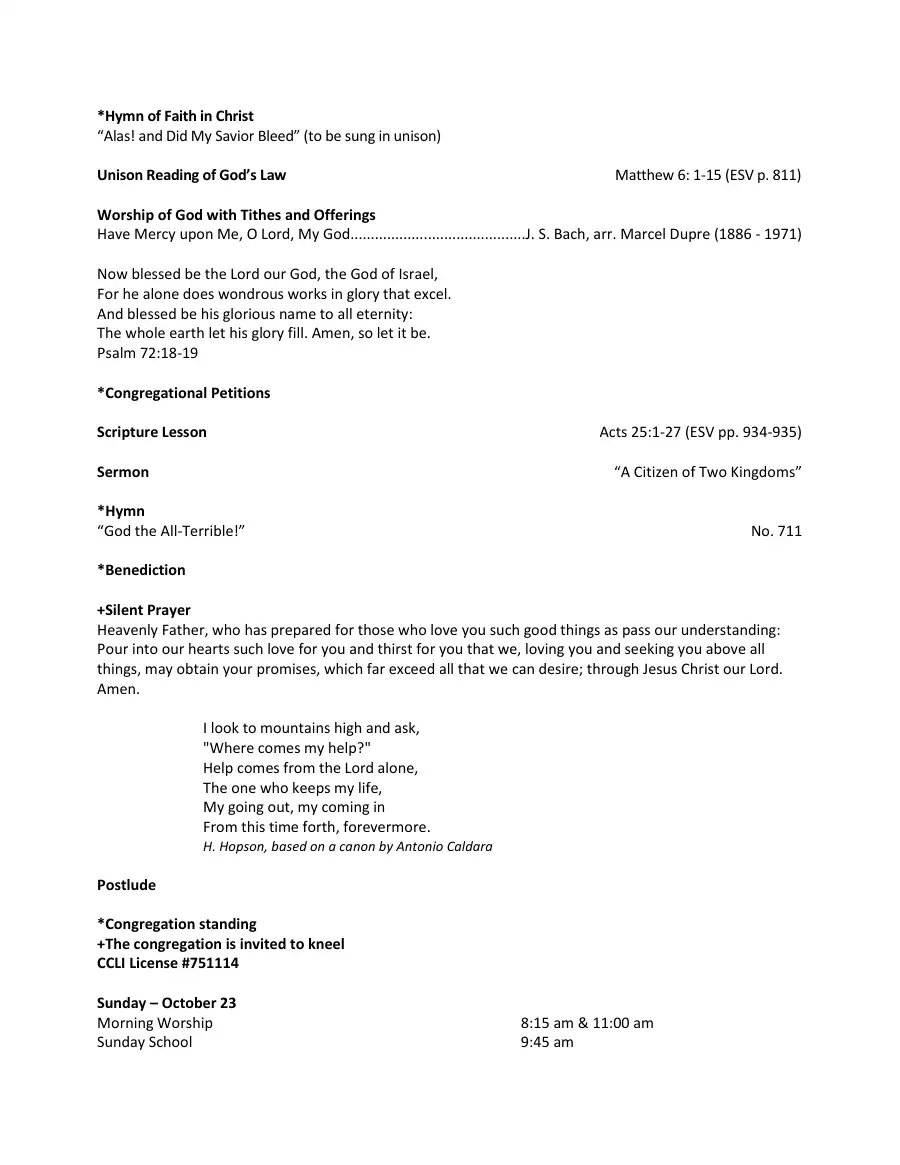 *Hymn of Faith in Christ
“Alas! and Did My Savior Bleed” (to be sung in unison)
Unison Reading of God’s Law Matthew 6: 1-15 (ESV p. 811)
Worship of God with Tithes and Offerings
Have Mercy upon Me, O Lord, My God...........................................J. S. Bach, arr. Marcel Dupre (1886 - 1971)
Now blessed be the Lord our God, the God of Israel,
For he alone does wondrous works in glory that excel.
And blessed be his glorious name to all eternity:
The whole earth let his glory fill. Amen, so let it be.
Psalm 72:18-19
*Congregational Petitions
Scripture Lesson Acts 25:1-27 (ESV pp. 934-935)
Sermon “A Citizen of Two Kingdoms”
*Hymn
“God the All-Terrible!” No. 711
*Benediction
+Silent Prayer
Heavenly Father, who has prepared for those who love you such good things as pass our understanding:
Pour into our hearts such love for you and thirst for you that we, loving you and seeking you above all
things, may obtain your promises, which far exceed all that we can desire; through Jesus Christ our Lord.
Amen.
I look to mountains high and ask,
"Where comes my help?"
Help comes from the Lord alone,
The one who keeps my life,
My going out, my coming in
From this time forth, forevermore.
H. Hopson, based on a canon by Antonio Caldara
Postlude
*Congregation standing
+The congregation is invited to kneel
CCLI License #751114
Sunday – October 23
Morning Worship 8:15 am & 11:00 am
Sunday School 9:45 am